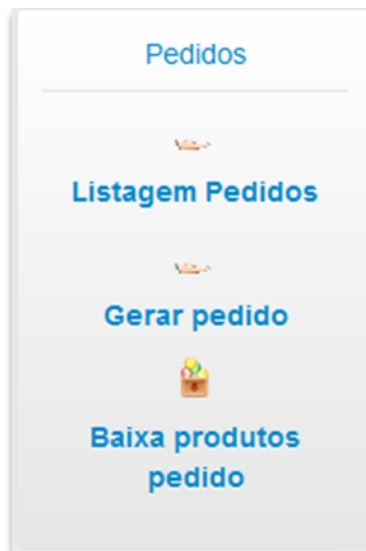 Pedidos
Listagem Pedidos
Gerar pedido
Baixa produtos
pedido